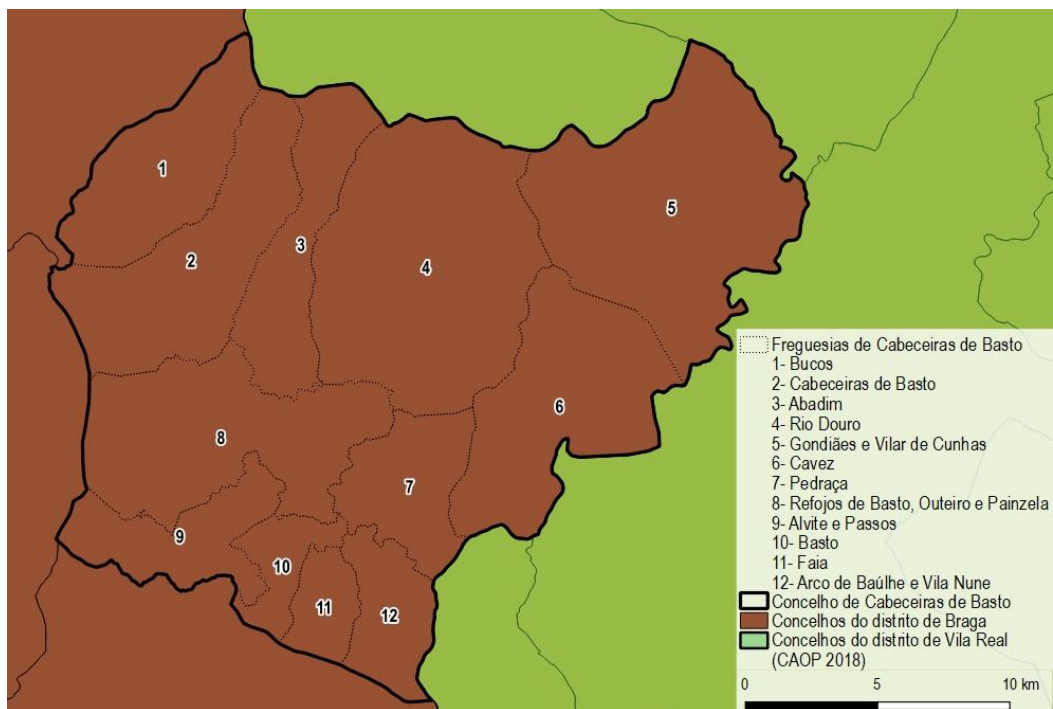 1
2
3
4
5
6
7
8
9
10
11
12
Freguesias de Cabeceiras de Basto
1- Bucos
2- Cabeceiras de Basto
3- Abadim
4- Rio Douro
5- Gondiães e Vilar de Cunhas
6- Cavez
7- Pedraça
8- Refojos de Basto, Outeiro e Painzela
9- Alvite e Passos
10- Basto
11- Faia
12- Arco de Baúlhe e Vila Nune
Concelho de Cabeceiras de Basto
Concelhos do distrito de Braga
Concelhos do distrito de Vila Real
(CAOP 2018)
0 5 10 km